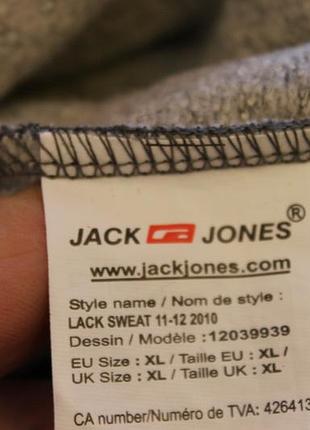 JACK JONES®
www.jackjones.com
Style name / Nom de style :
LACK SWEAT 11-12 2010
Dessin / Modèle : 12039939
EU Size : XL / Taille EU : XL /
UK Size : XL / Taille UK : XL
CA number/Numéro de TVA: 426413